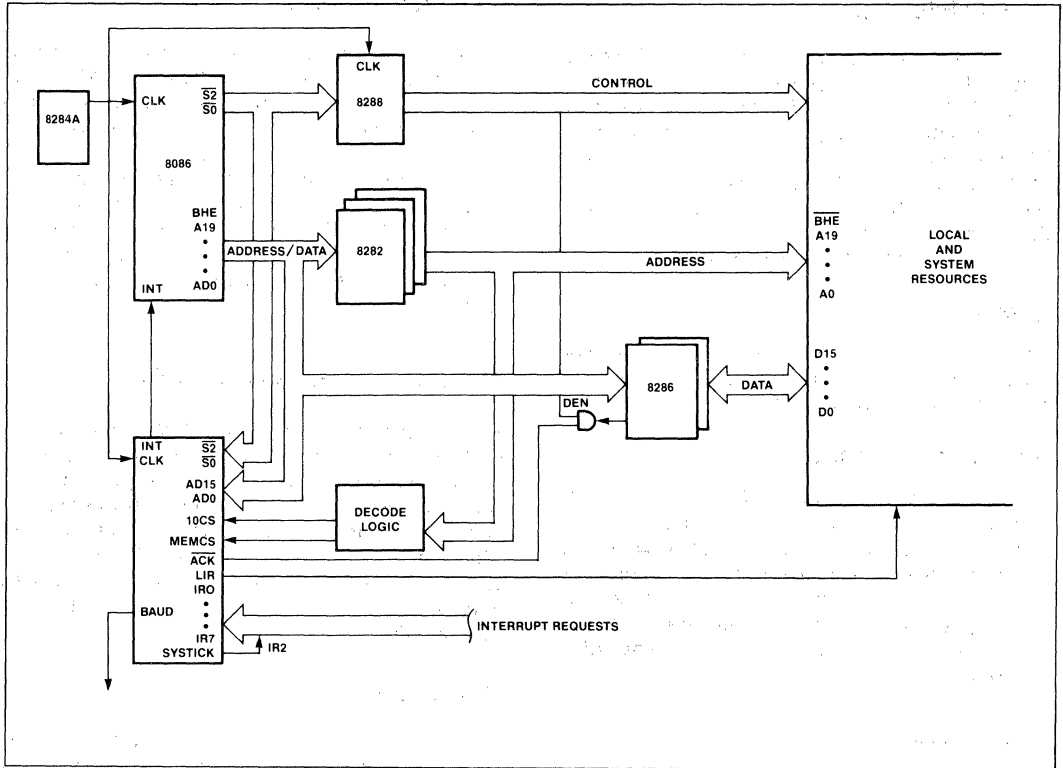 8284A
CLK
S2
S0
8086
BHE
A19
AD0
INT
CLK
8288
CONTROL
ADDRESS/DATA
8282
ADDRESS
BHE
A19
A0
LOCAL
AND
SYSTEM
RESOURCES
D15
D0
8286
DATA
DEN
INT
CLK
S2
S0
AD15
AD0
10CS
MEMCS
ACK
LIR
IRO
BAUD
IR7
SYSTICK
DECODE
LOGIC
INTERRUPT REQUESTS
IR2